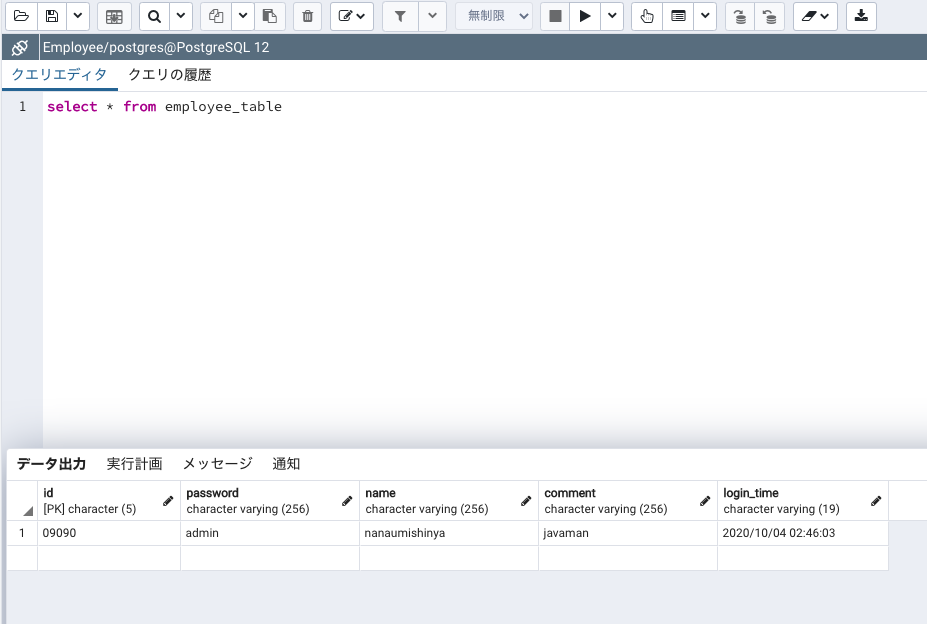 無制限
Employee/postgres@PostgreSQL 12
クエリエディタ クエリの履歴
1 select * from employee_table
データ出力 実行計画 メッセージ 通知
id password name comment login_time
[PK] character (5) character varying (256) character varying (256) character varying (256) character varying (19)
1 09090 admin nanaumishinya javaman 2020/10/04 02:46:03